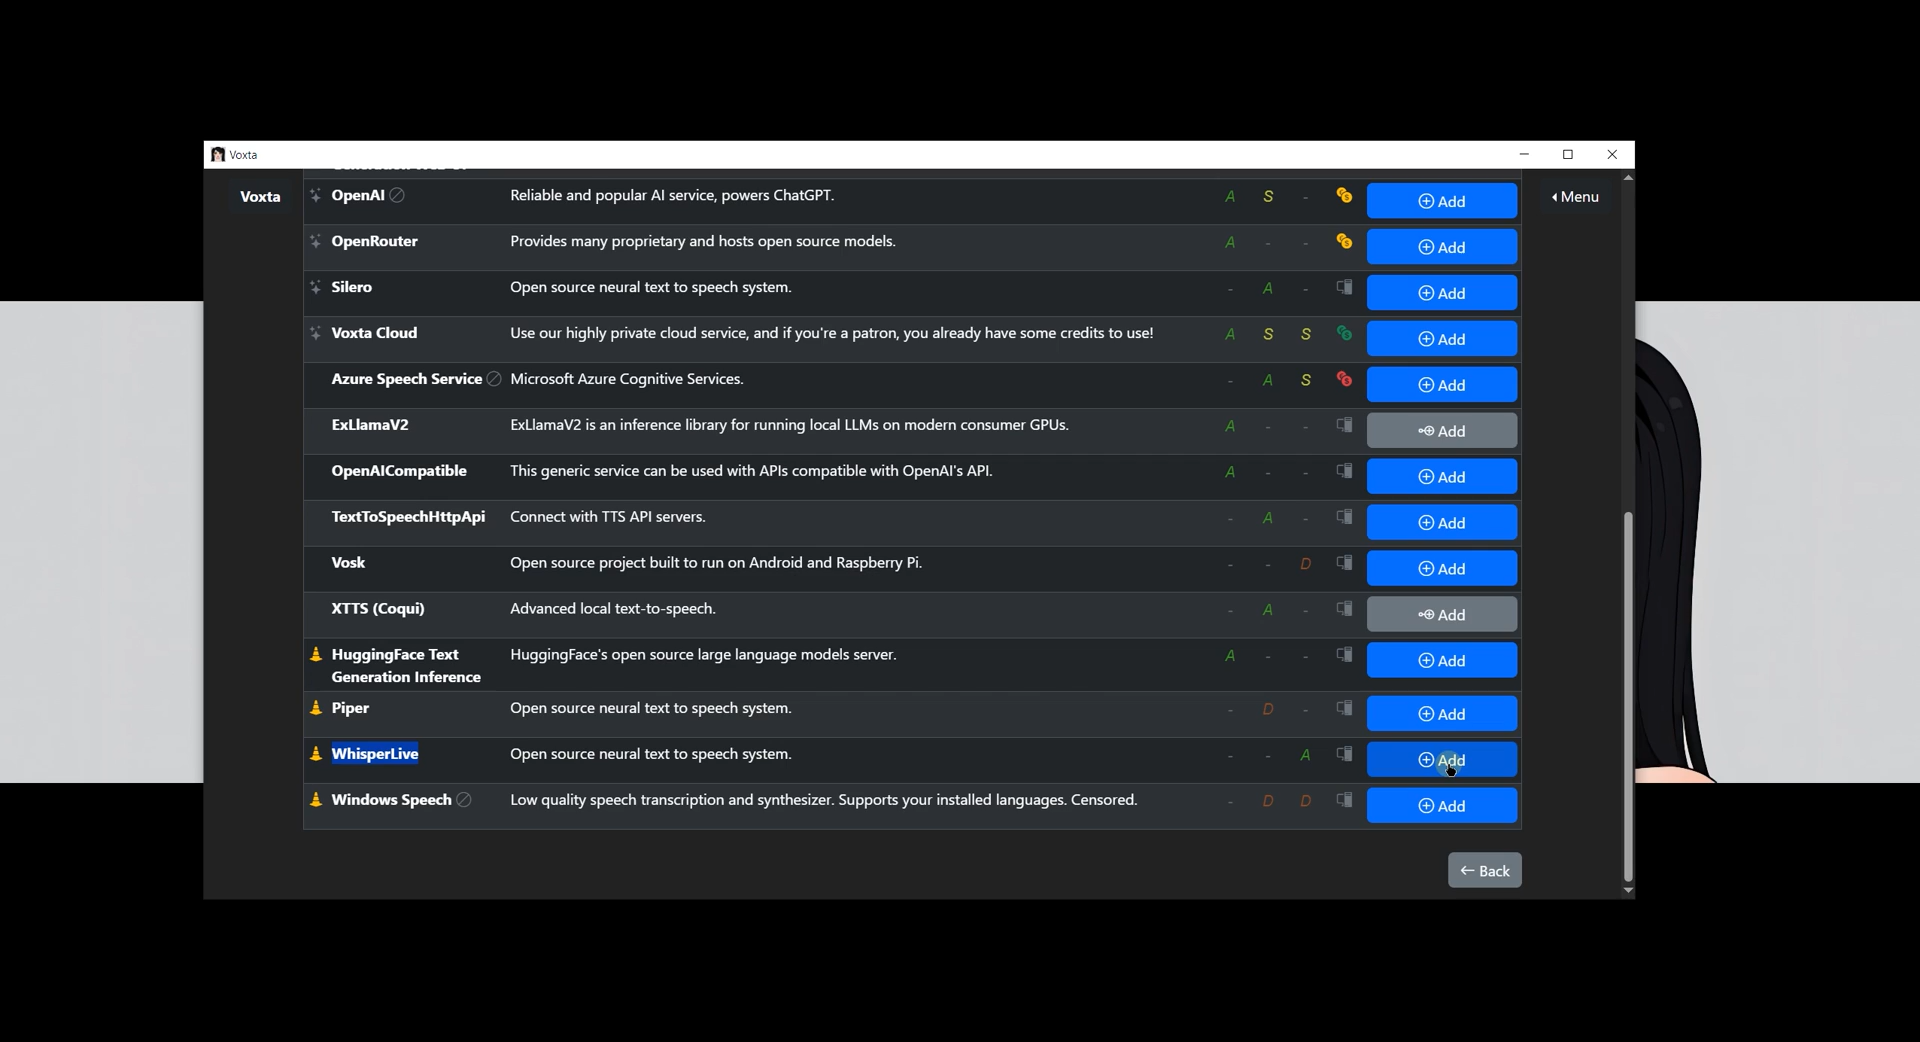 Voxta
Voxta
Menu
OpenAI Reliable and popular AI service, powers ChatGPT. A S - Add
OpenRouter Provides many proprietary and hosts open source models. A - - Add
Silero Open source neural text to speech system. - A - Add
Voxta Cloud Use our highly private cloud service, and if you're a patron, you already have some credits to use! A S S Add
Azure Speech Service Microsoft Azure Cognitive Services. - A S Add
ExLlamaV2 ExLlamaV2 is an inference library for running local LLMs on modern consumer GPUs. A - - Add
OpenAICompatible This generic service can be used with APIs compatible with OpenAI's API. A - - Add
TextToSpeechHttpApi Connect with TTS API servers. - A - Add
Vosk Open source project built to run on Android and Raspberry Pi. - - D Add
XTTS (Coqui) Advanced local text-to-speech. - A - Add
HuggingFace Text HuggingFace's open source large language models server. A - - Add
Generation Inference
Piper Open source neural text to speech system. - D - Add
WhisperLive Open source neural text to speech system. - - A Add
Windows Speech Low quality speech transcription and synthesizer. Supports your installed languages. Censored. - D D Add
Back